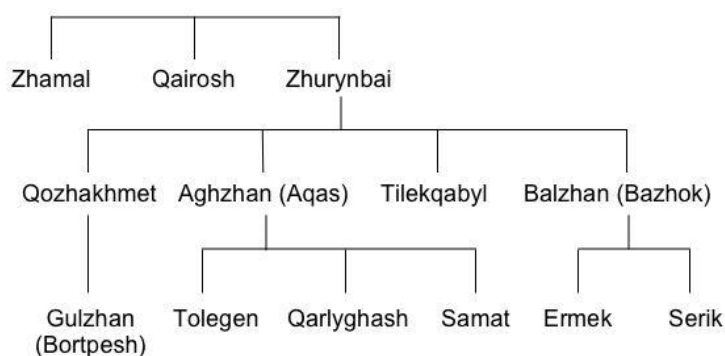 Zhamal Qairosh Zhurynbai
Qozhakhmet Aghzhan (Aqas) Tilekqabyl Balzhan (Bazhok)
Gulzhan Tolegen Qarlyghash Samat Ermek Serik
(Bortpesh)